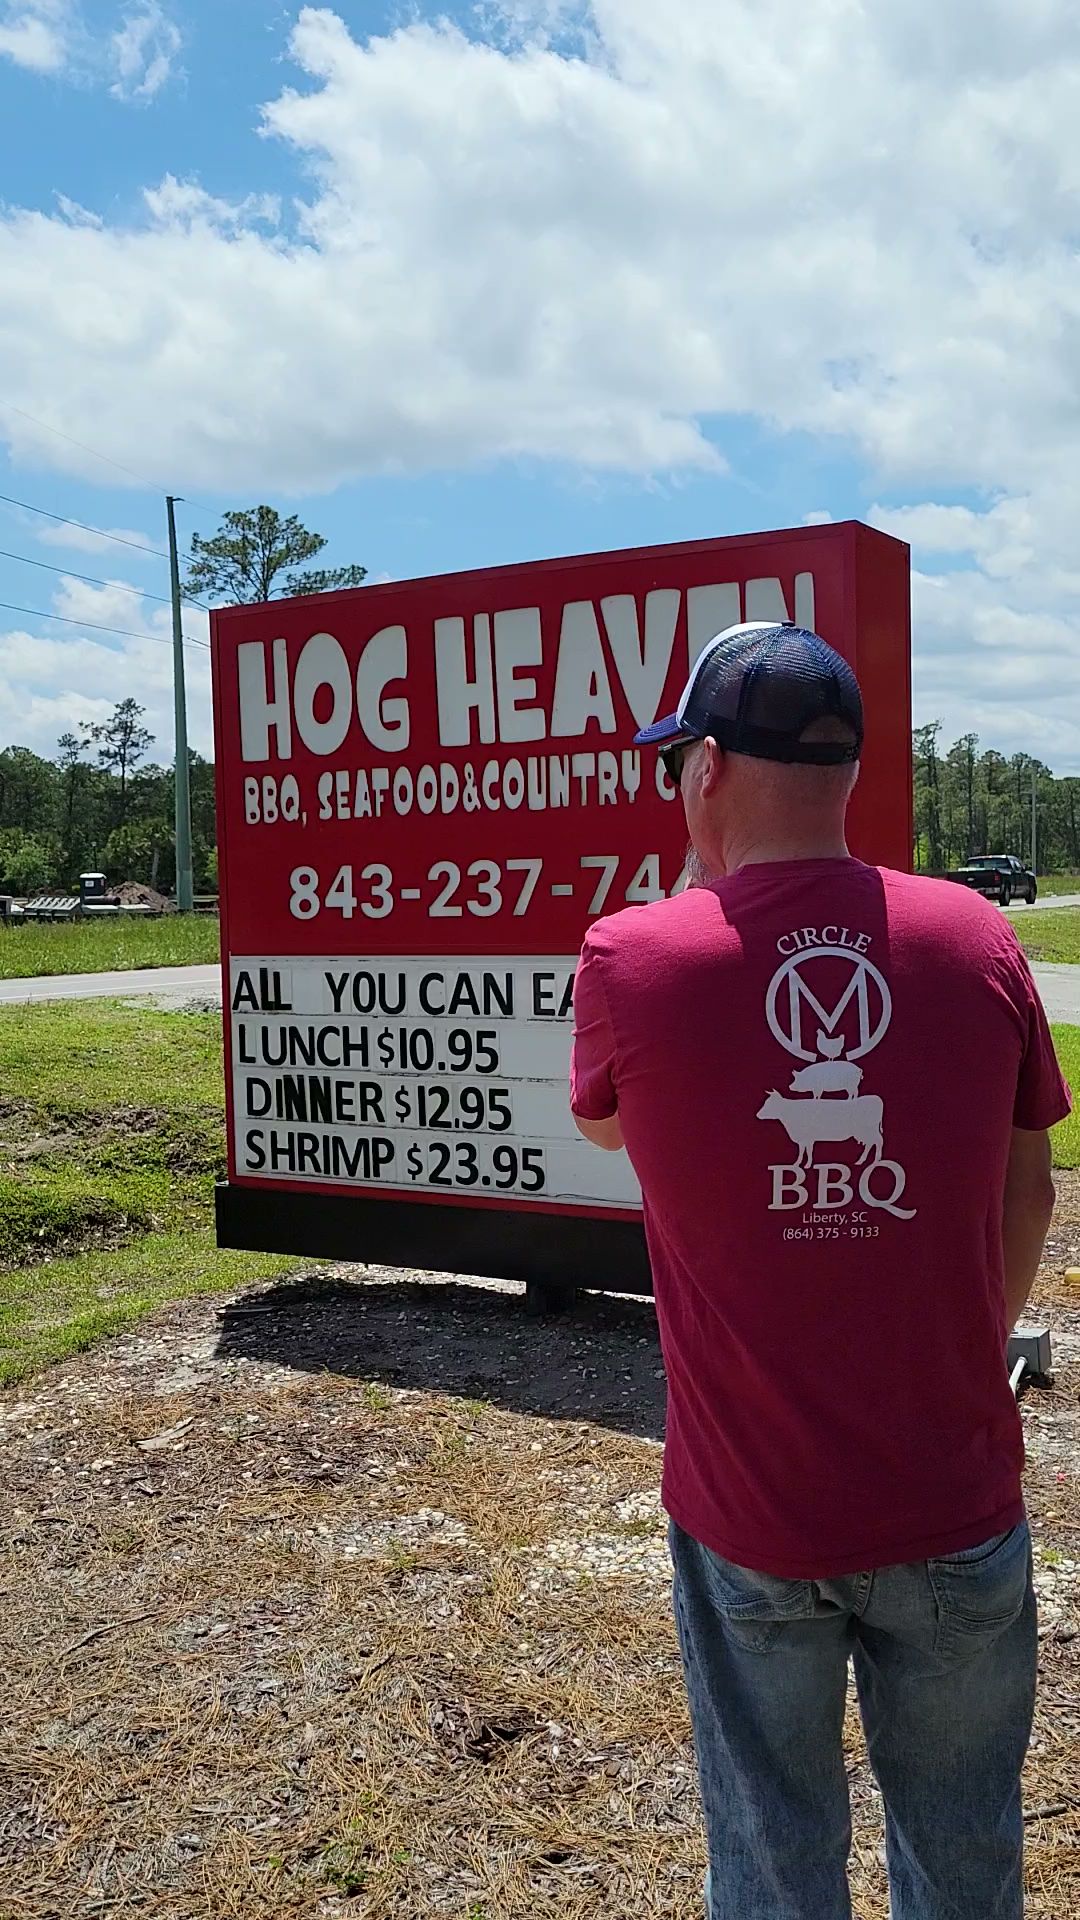 HOG HEAVEN
BBQ, SEAFOOD&COUNTRY
843-237-74
ALL YOU CAN EA
LUNCH $10.95
DINNER $12.95
SHRIMP $23.95
CIRCLE
M
BBQ
Liberty, SC
(864) 375 - 9133